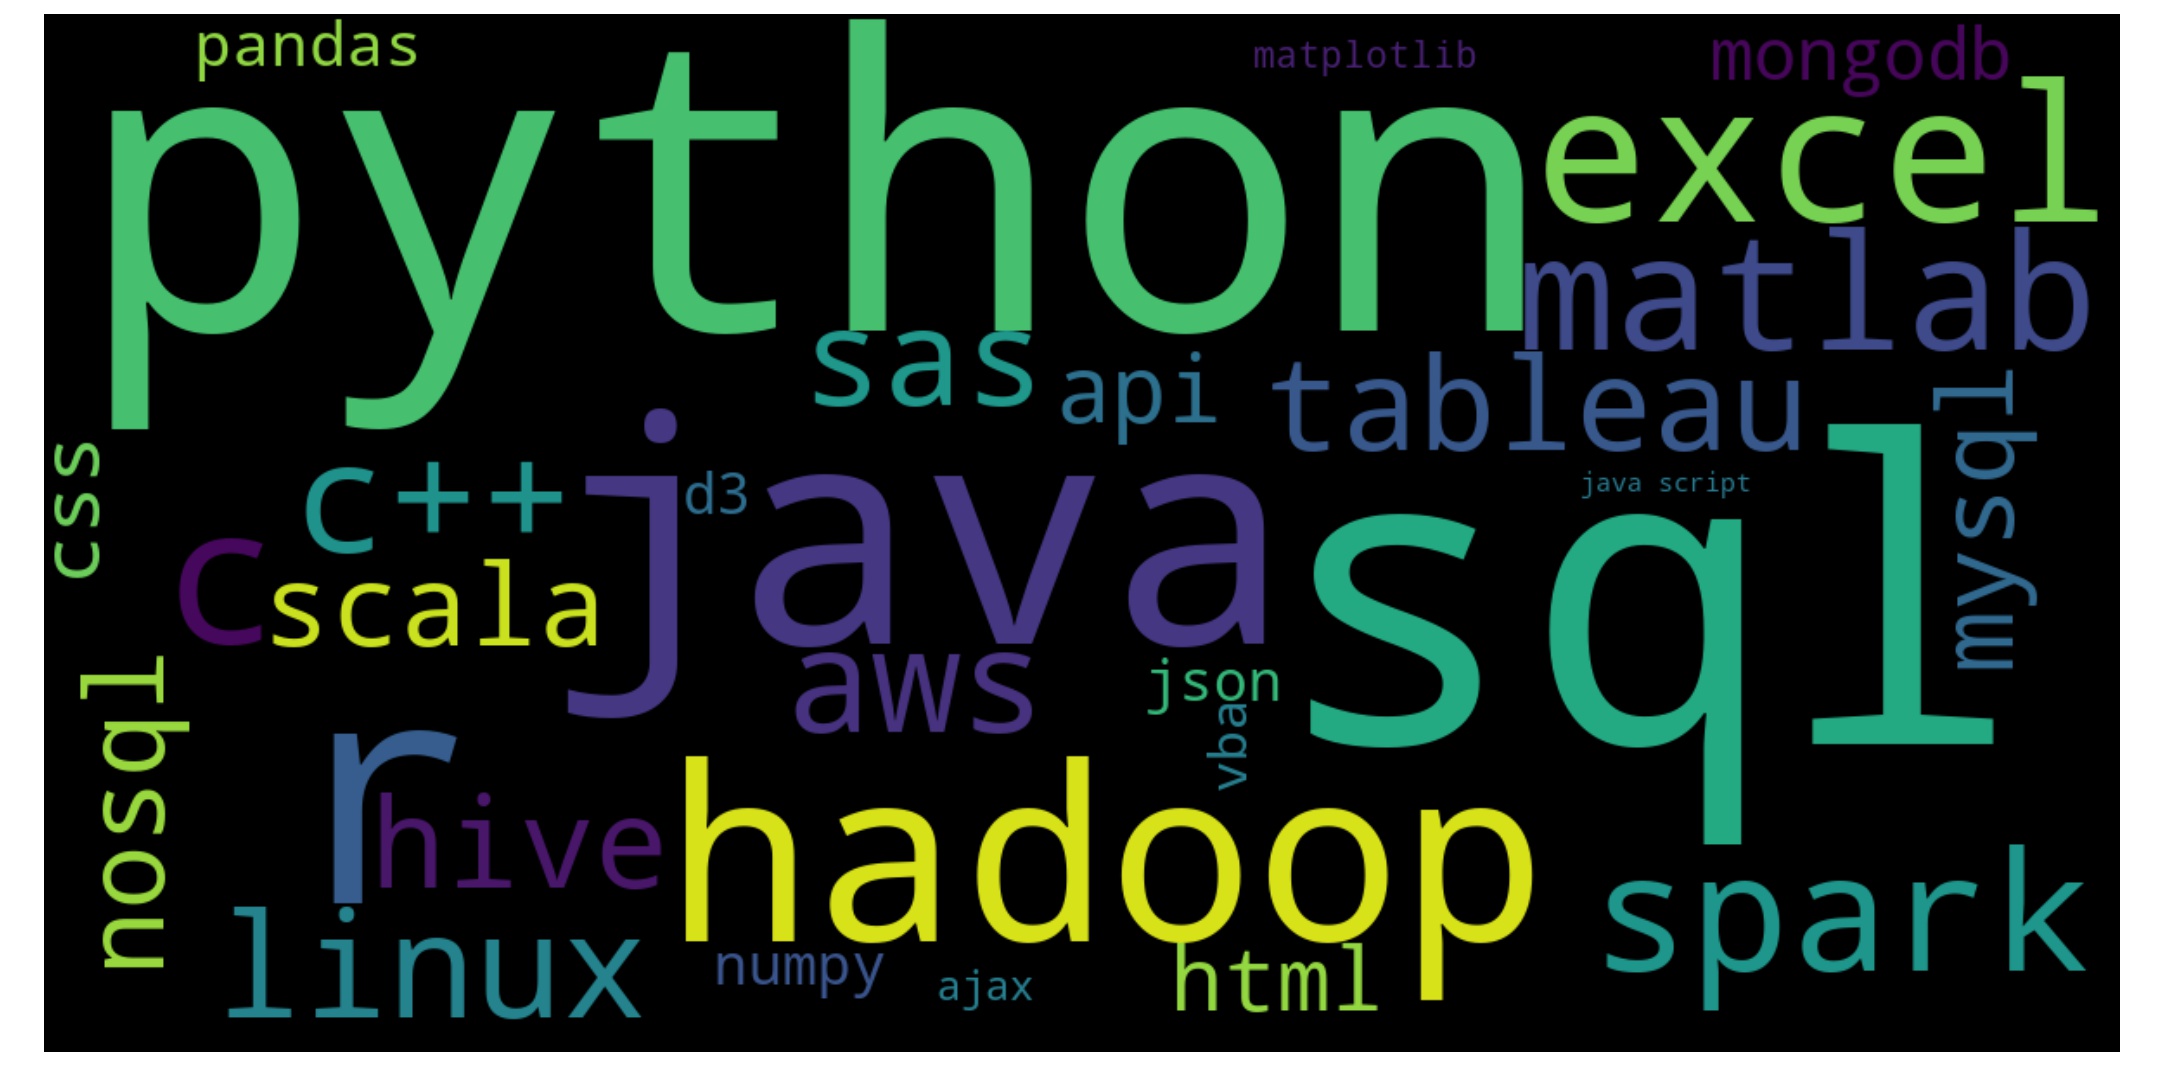 pandas
matplotlib
mongodb
python
excel
matlab
sas
api
tableau
mysql
css
c++
d3
java
java script
sql
c
scala
aws
json
vba
nosql
r
hive
hadoop
spark
linux
numpy
ajax
html